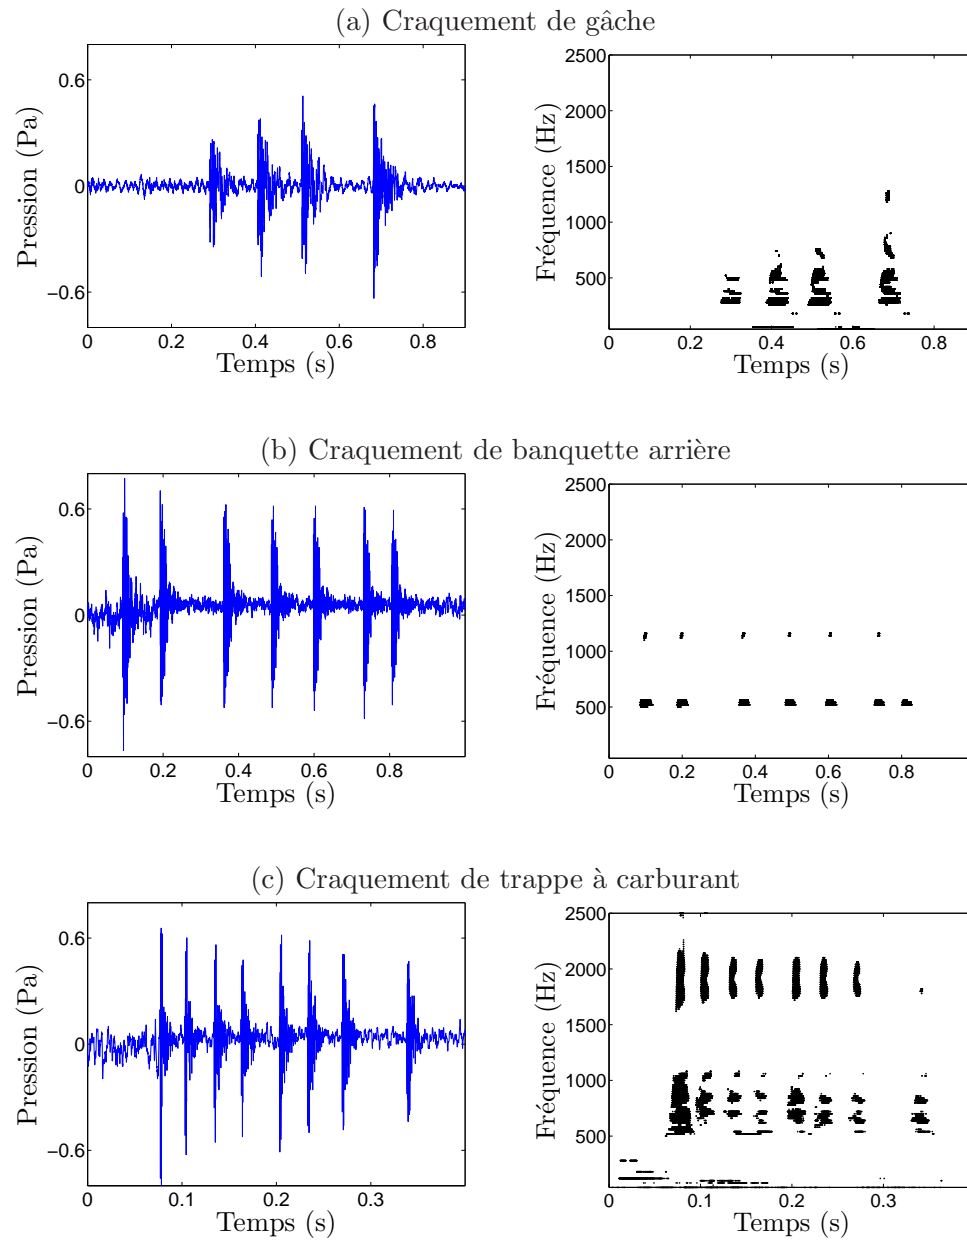 (a) Craquement de gâche
0.6
0
−0.6
Pression (Pa)
0 0.2 0.4 0.6 0.8
Temps (s)
2500
2000
1500
1000
500
Fréquence (Hz)
0 0.2 0.4 0.6 0.8
Temps (s)
(b) Craquement de banquette arrière
0.6
0
−0.6
Pression (Pa)
0 0.2 0.4 0.6 0.8
Temps (s)
2500
2000
1500
1000
500
Fréquence (Hz)
0 0.2 0.4 0.6 0.8
Temps (s)
(c) Craquement de trappe à carburant
0.6
0
−0.6
Pression (Pa)
0 0.1 0.2 0.3
Temps (s)
2500
2000
1500
1000
500
Fréquence (Hz)
0 0.1 0.2 0.3
Temps (s)